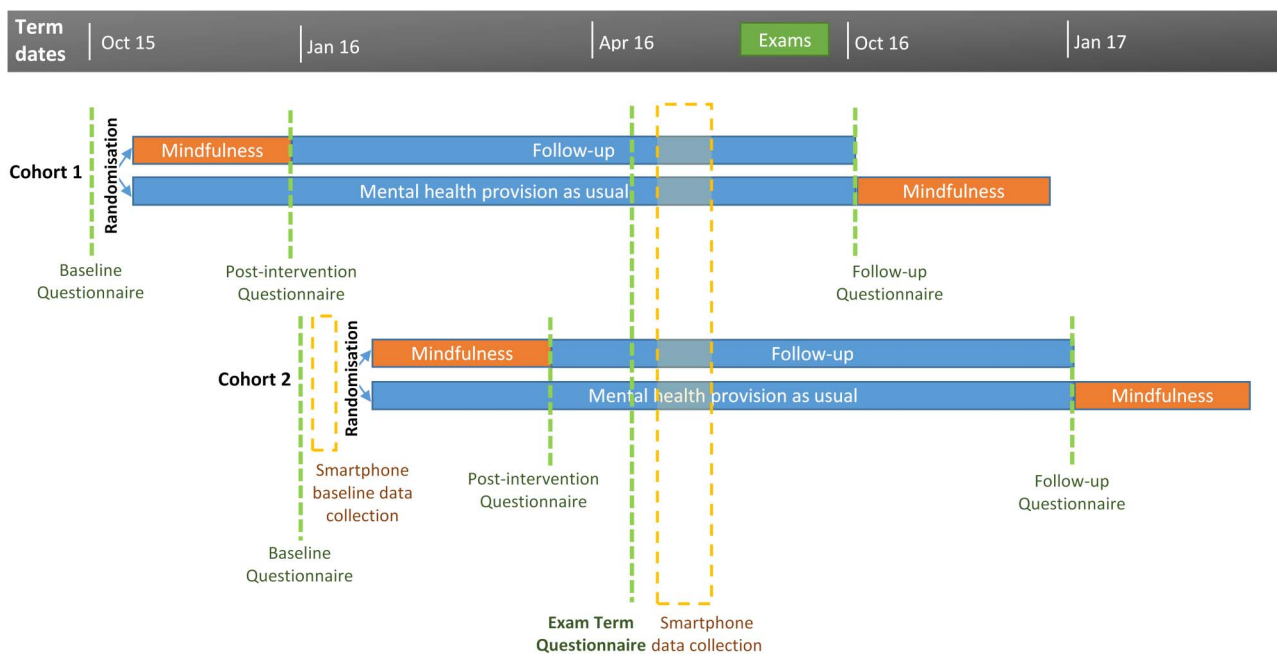 Term
dates
Oct 15
Jan 16
Apr 16
Exams
Oct 16
Jan 17
Cohort 1
Randomisation
Mindfulness
Follow-up
Mental health provision as usual
Mindfulness
Baseline
Questionnaire
Post-intervention
Questionnaire
Follow-up
Questionnaire
Cohort 2
Randomisation
Mindfulness
Follow-up
Mental health provision as usual
Mindfulness
Smartphone
baseline data
collection
Post-intervention
Questionnaire
Follow-up
Questionnaire
Baseline
Questionnaire
Exam Term
Questionnaire
Smartphone
data collection